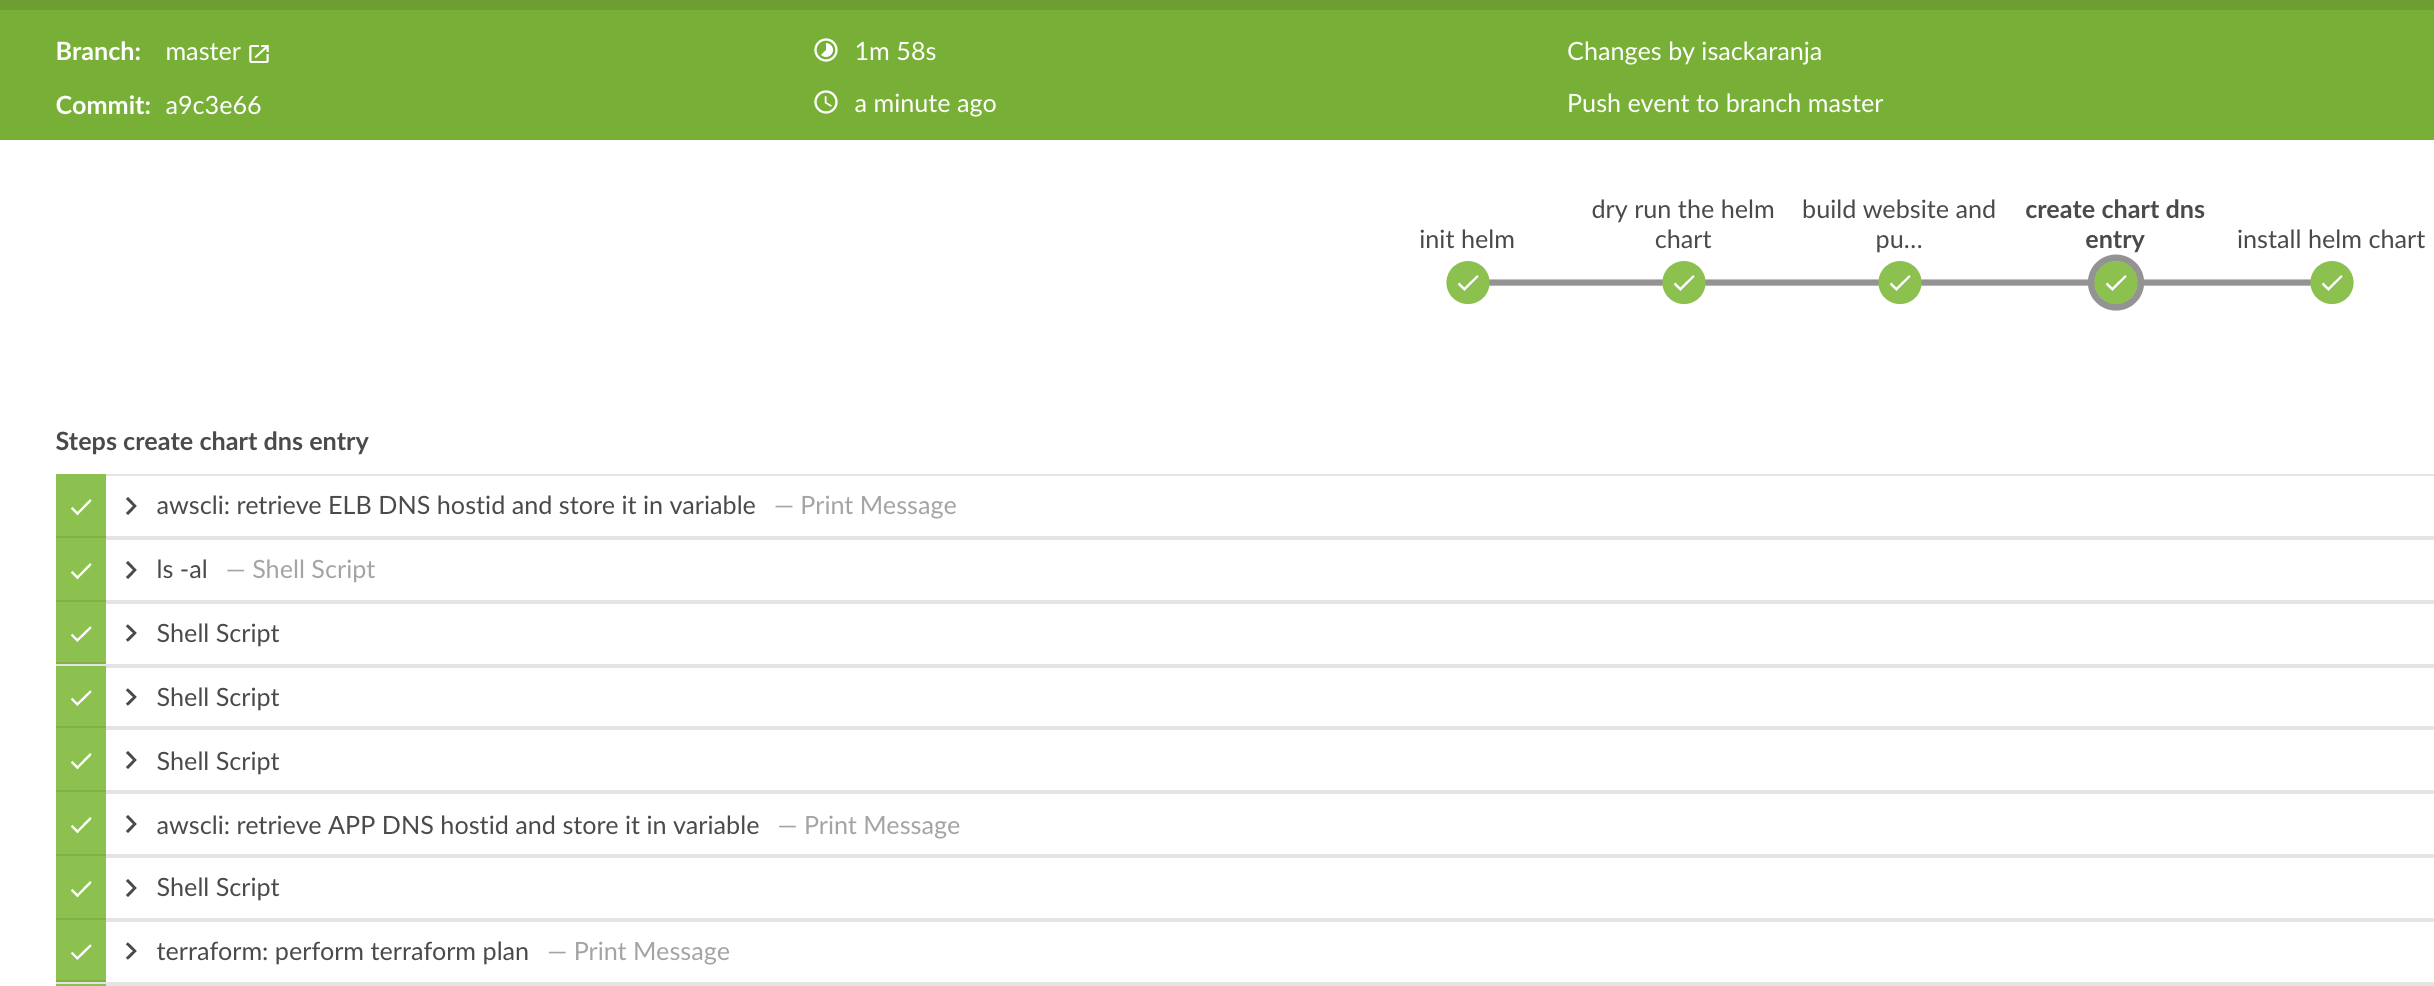 Branch: master
Commit: a9c3e66
1m 58s
a minute ago
Changes by isackaranja
Push event to branch master
init helm
dry run the helm
chart
build website and
pu...
create chart dns
entry
install helm chart
Steps create chart dns entry
awscli: retrieve ELB DNS hostid and store it in variable — Print Message
ls -al — Shell Script
Shell Script
Shell Script
Shell Script
awscli: retrieve APP DNS hostid and store it in variable — Print Message
Shell Script
terraform: perform terraform plan — Print Message